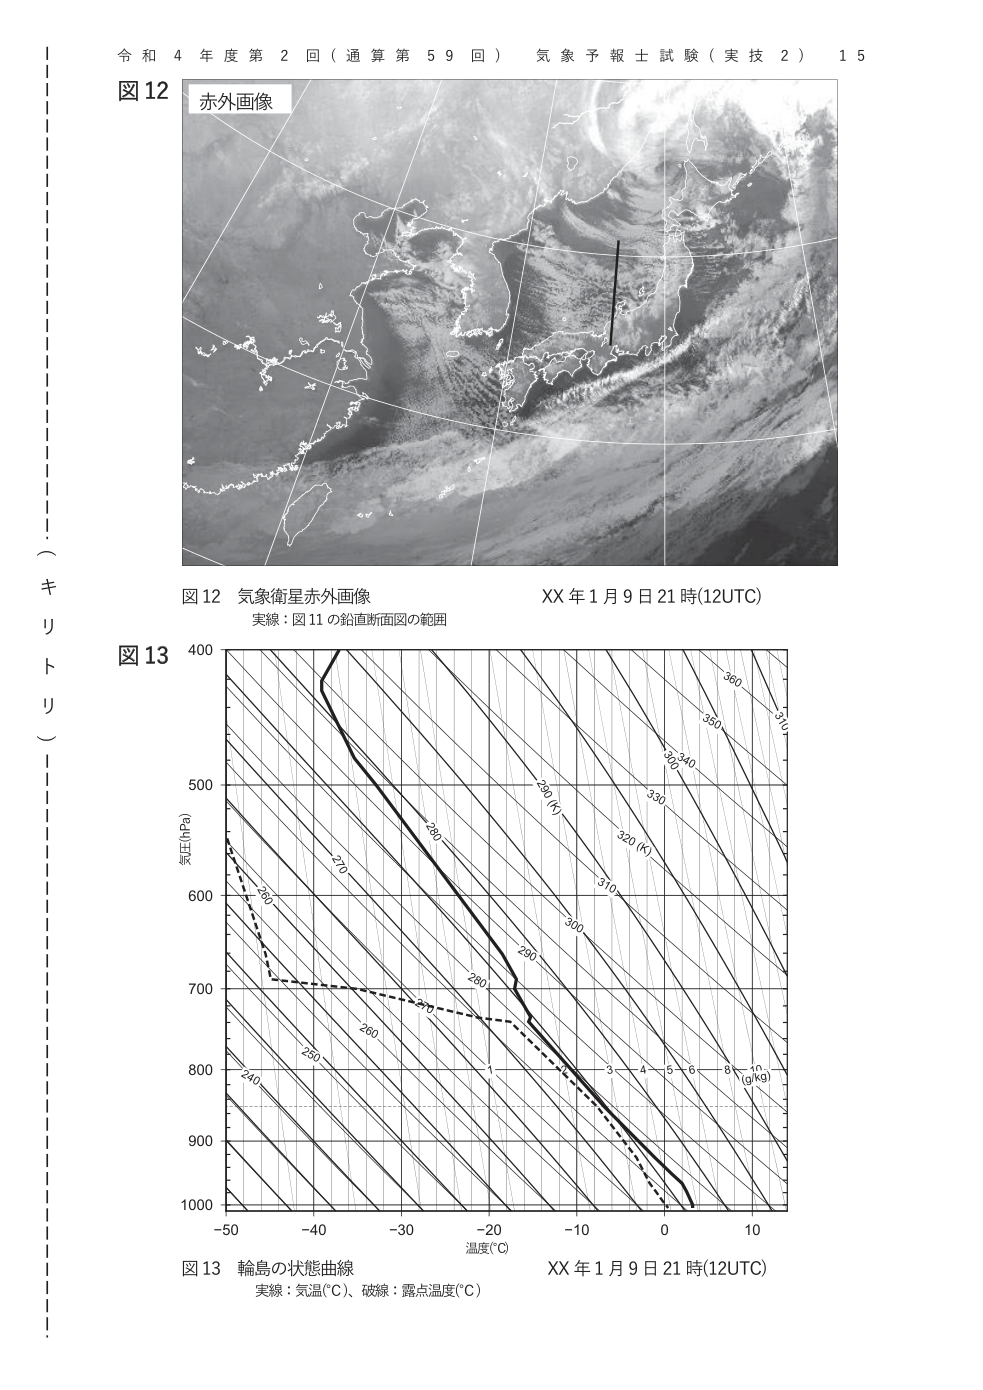 令和4年度第2回(通算第59回) 気象予報士試験(実技2) 15
図12
赤外画像
図12 気象衛星赤外画像 XX年1月9日21時(12UTC)
実線：図11の鉛直断面図の範囲
(キリトリ)
図13
400
500
600
700
800
900
1000
気圧(hPa)
360
350
310
340
300
330
290 (K)
320 (K)
280
270
310
260
300
290
280
270
260
250
240
1 2 3 4 5 6 8 10
(g/kg)
−50 −40 −30 −20 −10 0 10
温度(°C)
図13 輪島の状態曲線 XX年1月9日21時(12UTC)
実線：気温(°C)、破線：露点温度(°C)